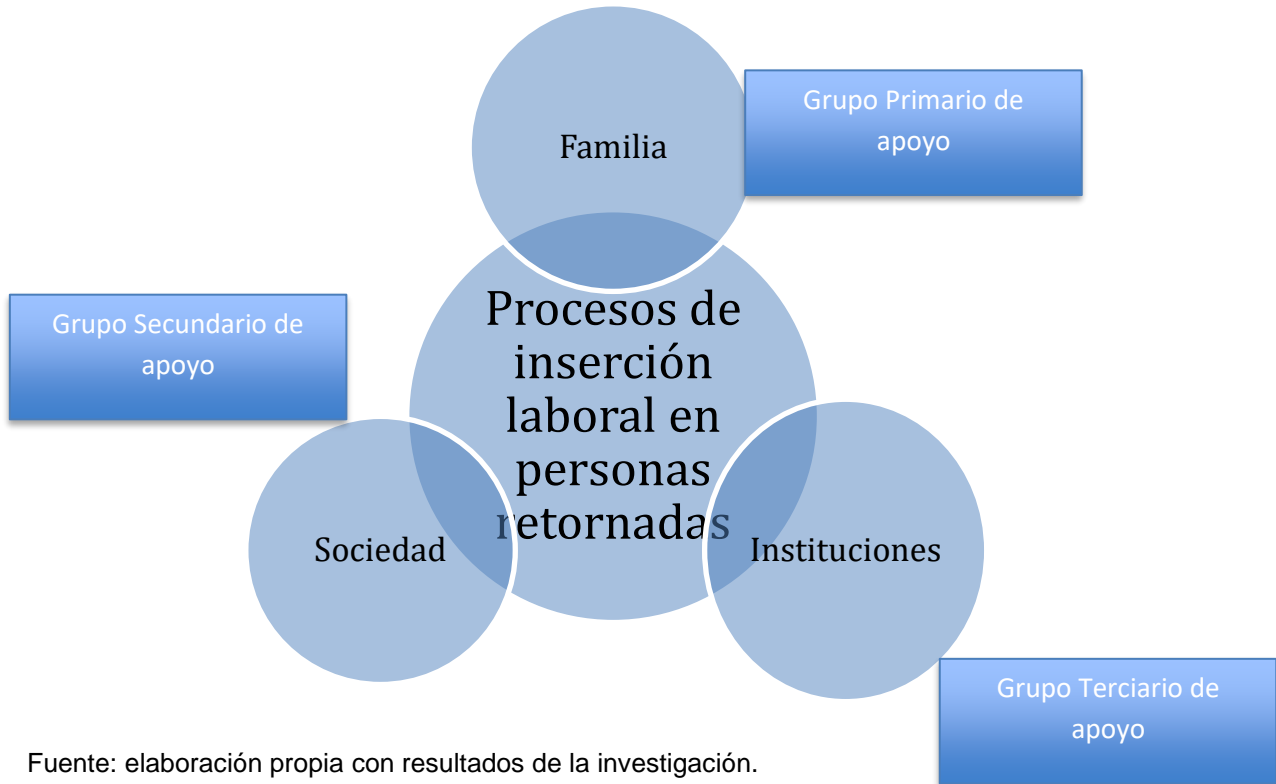 Familia
Grupo Primario de
apoyo
Procesos de
inserción
laboral en
personas
retornadas
Grupo Secundario de
apoyo
Sociedad
Instituciones
Grupo Terciario de
apoyo
Fuente: elaboración propia con resultados de la investigación.